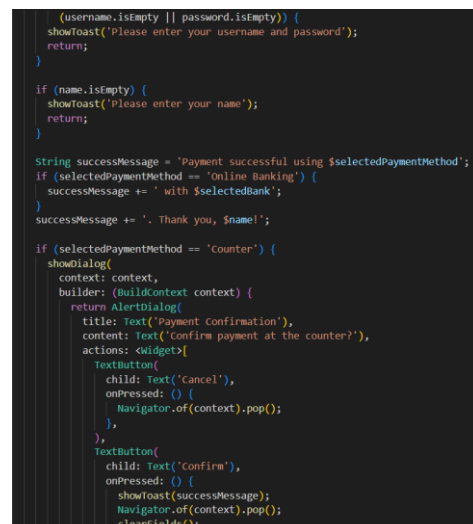 (username.isEmpty || password.isEmpty)) {
showToast('Please enter your username and password');
return;
}
if (name.isEmpty) {
showToast('Please enter your name');
return;
}
String successMessage = 'Payment successful using $selectedPaymentMethod';
if (selectedPaymentMethod == 'Online Banking') {
successMessage += ' with $selectedBank';
}
successMessage += '. Thank you, $name!';
if (selectedPaymentMethod == 'Counter') {
showDialog(
context: context,
builder: (BuildContext context) {
return AlertDialog(
title: Text('Payment Confirmation'),
content: Text('Confirm payment at the counter?'),
actions: <Widget>[
TextButton(
child: Text('Cancel'),
onPressed: () {
Navigator.of(context).pop();
},
),
TextButton(
child: Text('Confirm'),
onPressed: () {
showToast(successMessage);
Navigator.of(context).pop();
clearFields();